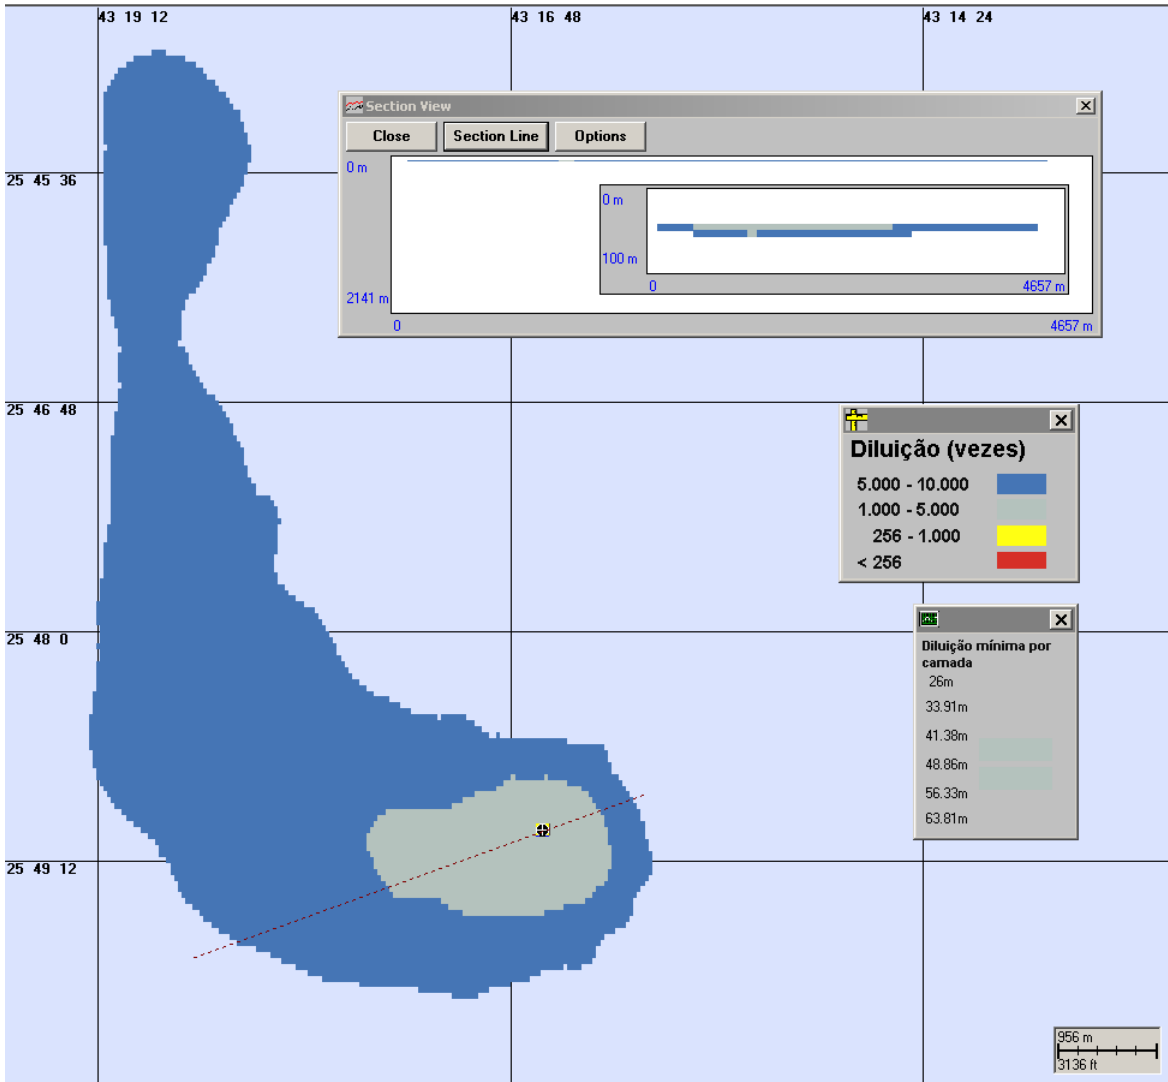 43 19 12
43 16 48
43 14 24
Section View
Close
Section Line
Options
0 m
2141 m
0
4657 m
0 m
100 m
0
4657 m
25 45 36
25 46 48
25 48 0
25 49 12
Diluição (vezes)
5.000 - 10.000
1.000 - 5.000
256 - 1.000
< 256
Diluição mínima por
camada
26m
33.91m
41.38m
48.86m
56.33m
63.81m
956 m
3136 ft